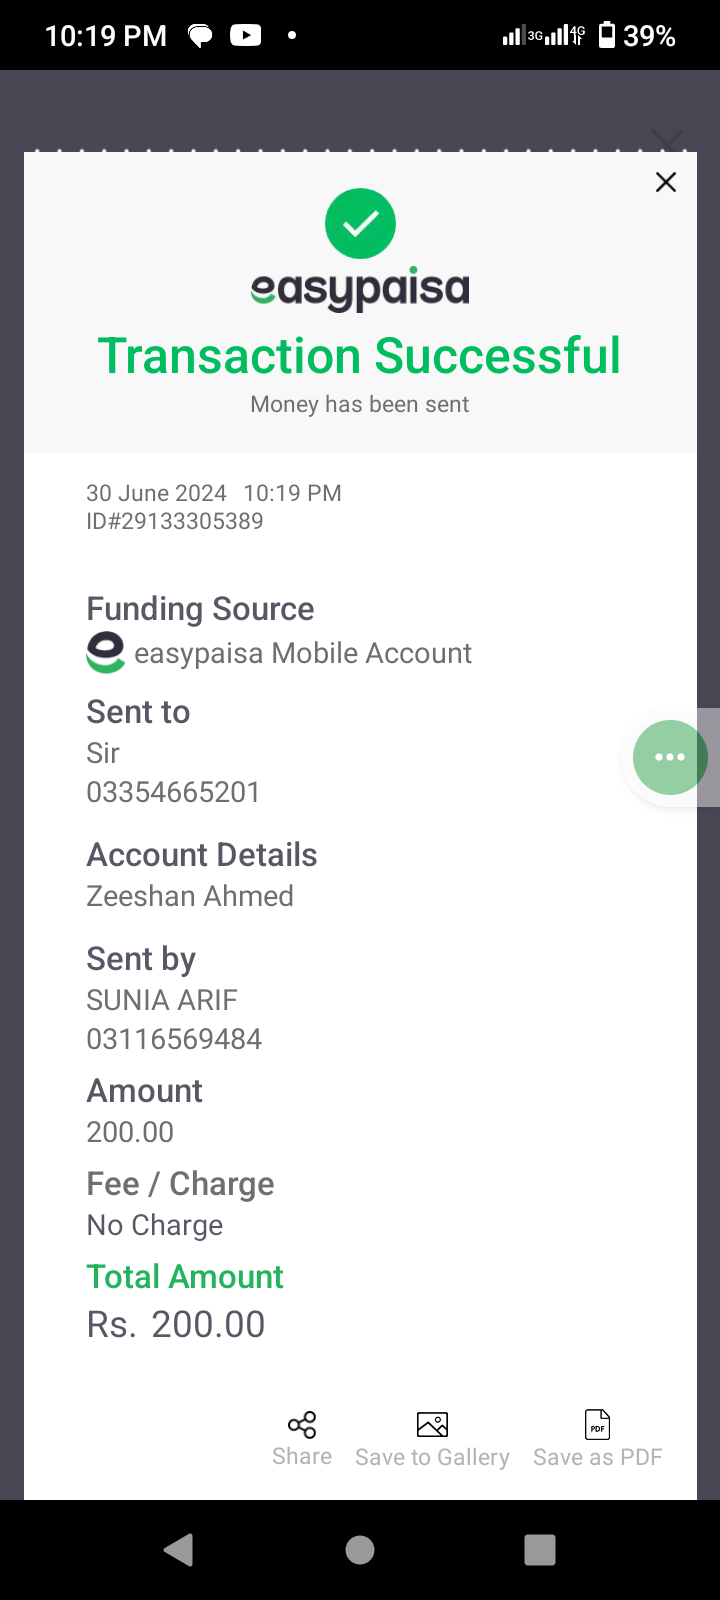 10:19 PM 3G 4G 39%
easypaisa
Transaction Successful
Money has been sent
30 June 2024 10:19 PM
ID#29133305389
Funding Source
easypaisa Mobile Account
Sent to
Sir
03354665201
Account Details
Zeeshan Ahmed
Sent by
SUNIA ARIF
03116569484
Amount
200.00
Fee / Charge
No Charge
Total Amount
Rs. 200.00
PDF
Share Save to Gallery Save as PDF